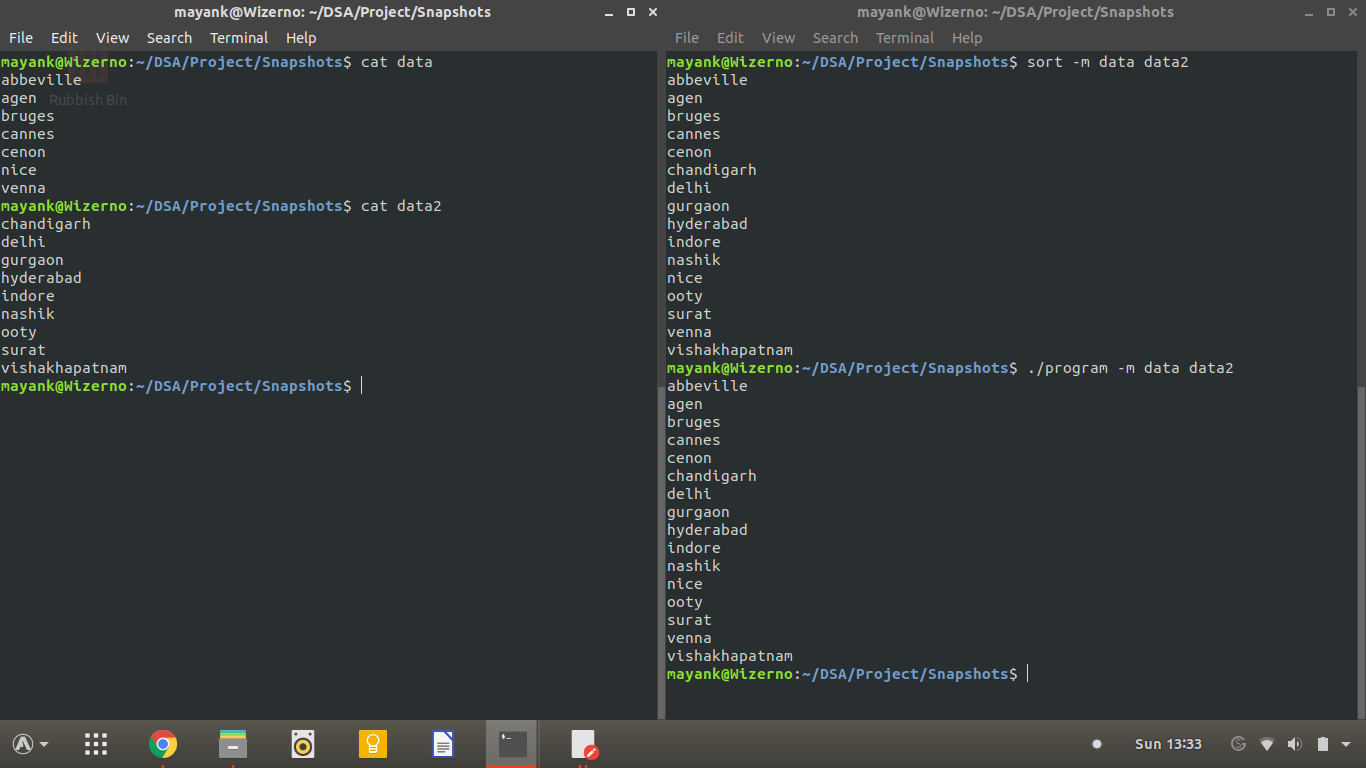 mayank@Wizerno: ~/DSA/Project/Snapshots
File Edit View Search Terminal Help
mayank@Wizerno:~/DSA/Project/Snapshots$ cat data
abbeville
agen
Rubbish Bin
bruges
cannes
cenon
nice
venna
mayank@Wizerno:~/DSA/Project/Snapshots$ cat data2
chandigarh
delhi
gurgaon
hyderabad
indore
nashik
ooty
surat
vishakhapatnam
mayank@Wizerno:~/DSA/Project/Snapshots$
mayank@Wizerno: ~/DSA/Project/Snapshots
File Edit View Search Terminal Help
mayank@Wizerno:~/DSA/Project/Snapshots$ sort -m data data2
abbeville
agen
bruges
cannes
cenon
chandigarh
delhi
gurgaon
hyderabad
indore
nashik
nice
ooty
surat
venna
vishakhapatnam
mayank@Wizerno:~/DSA/Project/Snapshots$ ./program -m data data2
abbeville
agen
bruges
cannes
cenon
chandigarh
delhi
gurgaon
hyderabad
indore
nashik
nice
ooty
surat
venna
vishakhapatnam
mayank@Wizerno:~/DSA/Project/Snapshots$
Sun 13:33